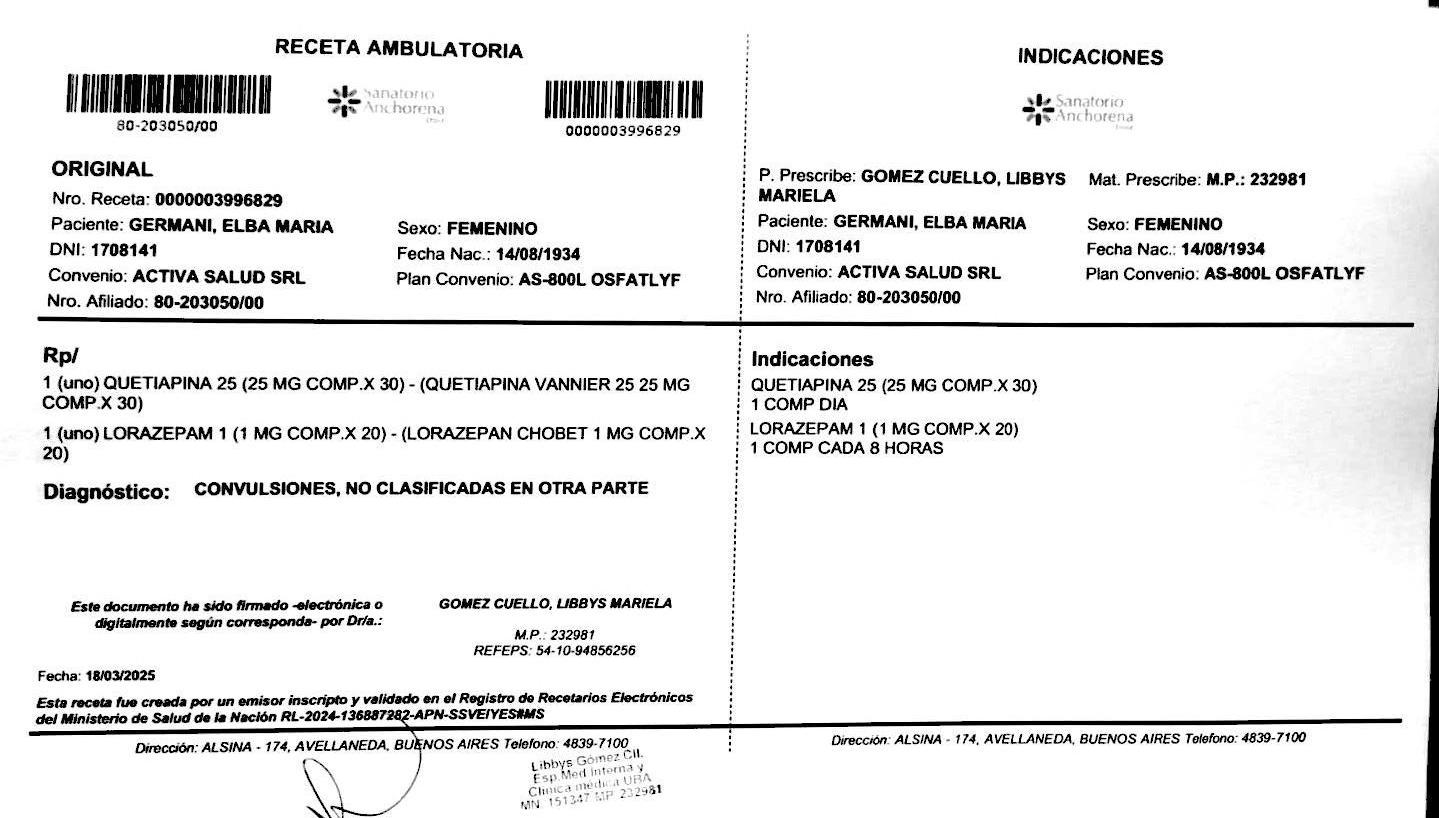 RECETA AMBULATORIA
80-203050/00
Sanatorio
Anchorena
0000003996829
ORIGINAL
Nro. Receta: 0000003996829
Paciente: GERMANI, ELBA MARIA
Sexo: FEMENINO
DNI: 1708141
Fecha Nac.: 14/08/1934
Convenio: ACTIVA SALUD SRL
Plan Convenio: AS-800L OSFATLYF
Nro. Afiliado: 80-203050/00
Rp/
1 (uno) QUETIAPINA 25 (25 MG COMP.X 30) - (QUETIAPINA VANNIER 25 25 MG
COMP.X 30)
1 (uno) LORAZEPAM 1 (1 MG COMP.X 20) - (LORAZEPAN CHOBET 1 MG COMP.X
20)
Diagnóstico: CONVULSIONES, NO CLASIFICADAS EN OTRA PARTE
Este documento ha sido firmado -electrónica o
digitalmente según corresponda- por Dr/a.:
GOMEZ CUELLO, LIBBYS MARIELA
M.P.: 232981
REFEPS: 54-10-94856256
Fecha: 18/03/2025
Esta receta fue creada por un emisor inscripto y validado en el Registro de Recetarios Electrónicos
del Ministerio de Salud de la Nación RL-2024-136887282-APN-SSVEIYES#MS
Dirección: ALSINA - 174, AVELLANEDA, BUENOS AIRES Telefono: 4839-7100
Libbys Gómez Cll.
Esp.Med Interna y
Clinica médica UBA
MN 151347 MP 232981
INDICACIONES
Sanatorio
Anchorena
P. Prescribe: GOMEZ CUELLO, LIBBYS
MARIELA
Mat. Prescribe: M.P.: 232981
Paciente: GERMANI, ELBA MARIA
Sexo: FEMENINO
DNI: 1708141
Fecha Nac.: 14/08/1934
Convenio: ACTIVA SALUD SRL
Plan Convenio: AS-800L OSFATLYF
Nro. Afiliado: 80-203050/00
Indicaciones
QUETIAPINA 25 (25 MG COMP.X 30)
1 COMP DIA
LORAZEPAM 1 (1 MG COMP.X 20)
1 COMP CADA 8 HORAS
Dirección: ALSINA - 174, AVELLANEDA, BUENOS AIRES Telefono: 4839-7100